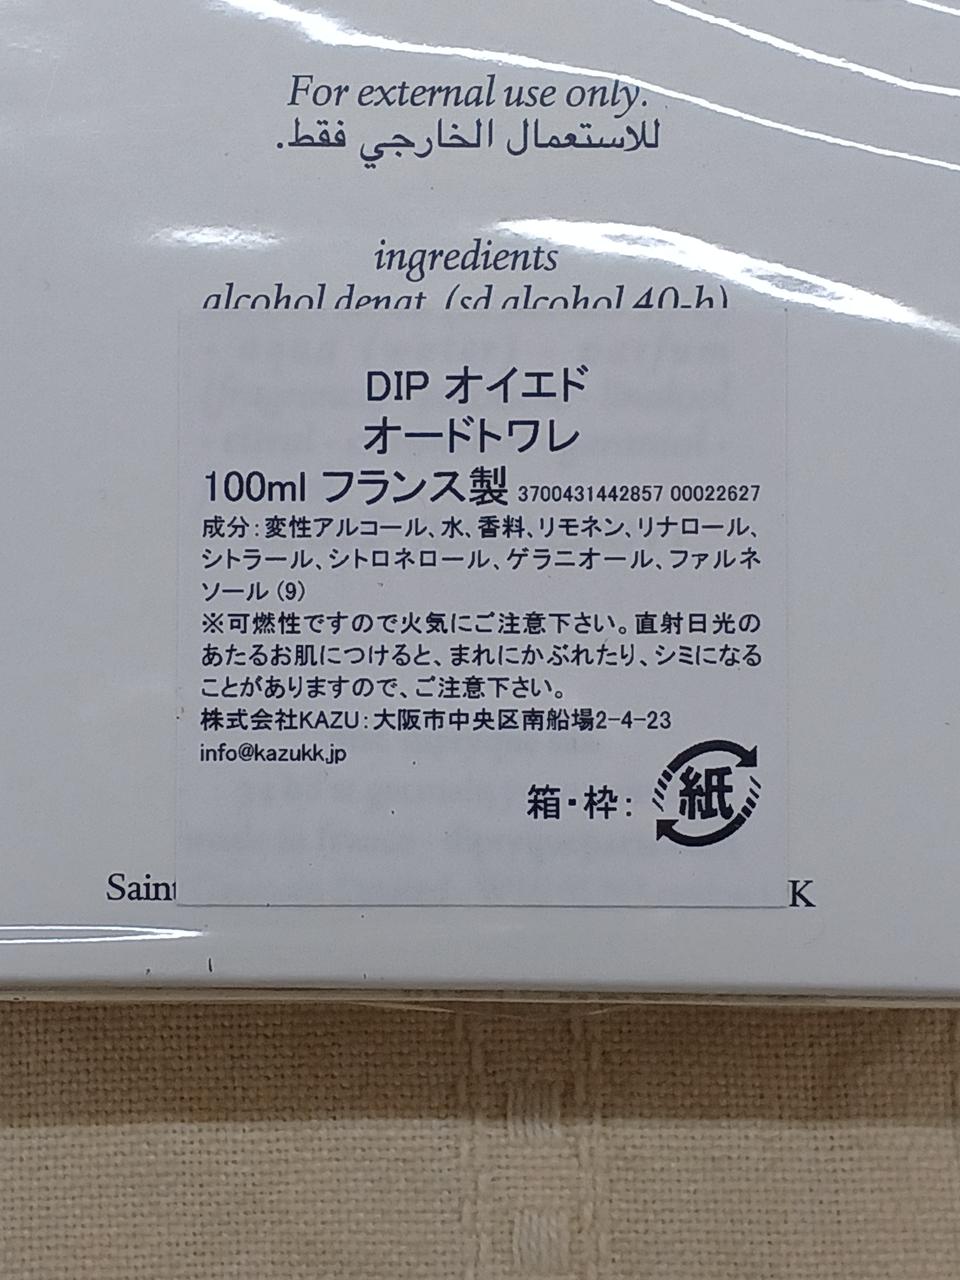 For external use only.
للاستعمال الخارجي فقط.
ingredients
alcohol denat. (sd alcohol 40-b)
DIP オイエド
オードトワレ
100ml フランス製 3700431442857 00022627
成分:変性アルコール、水、香料、リモネン、リナロール、
シトラール、シトロネロール、ゲラニオール、ファルネ
ソール (9)
※可燃性ですので火気にご注意下さい。直射日光の
あたるお肌につけると、まれにかぶれたり、シミになる
ことがありますので、ご注意下さい。
株式会社KAZU:大阪市中央区南船場2-4-23
info@kazukk.jp
箱・枠: 紙
Saint K